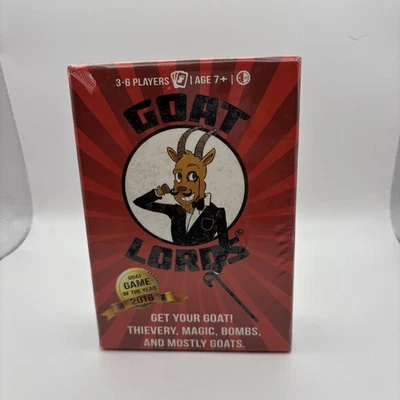 3-6 PLAYERS | AGE 7+ |
GOAT
LORDS®
GOAT
GAME
OF THE YEAR
2016
GET YOUR GOAT!
THIEVERY, MAGIC, BOMBS,
AND MOSTLY GOATS.